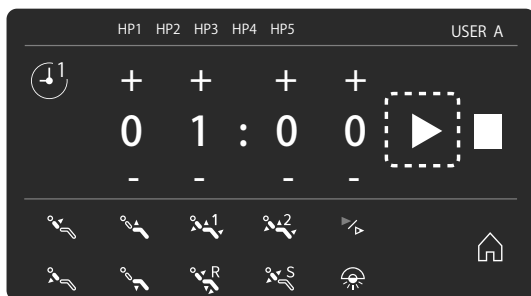 HP1 HP2 HP3 HP4 HP5 USER A
1
+ + + +
0 1 : 0 0
- - - -
1 2
R S